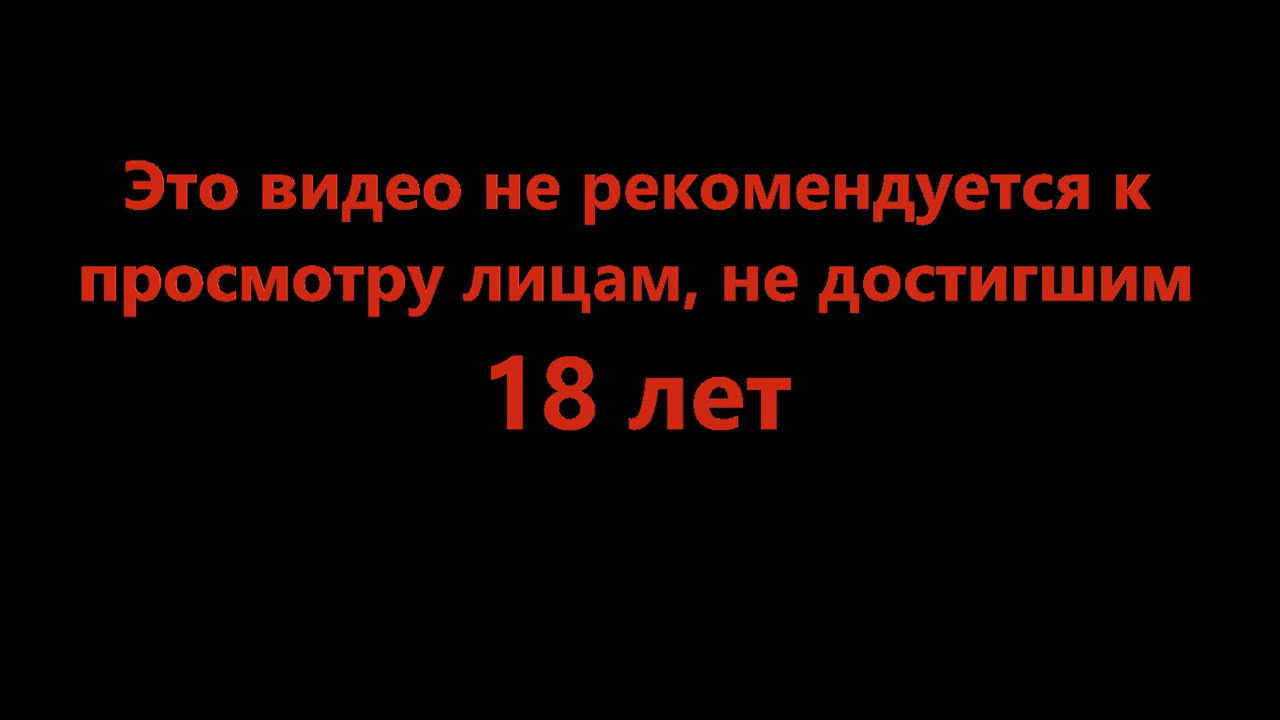 Это видео не рекомендуется к
просмотру лицам, не достигшим
18 лет